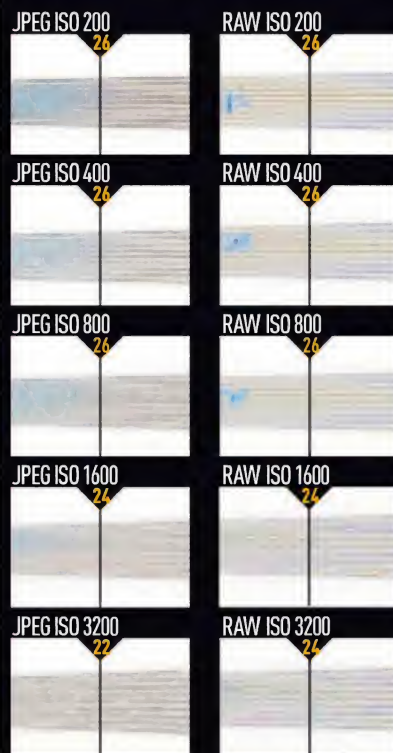 JPEG ISO 200
26
RAW ISO 200
26
JPEG ISO 400
26
RAW ISO 400
26
JPEG ISO 800
26
RAW ISO 800
26
JPEG ISO 1600
24
RAW ISO 1600
24
JPEG ISO 3200
22
RAW ISO 3200
24